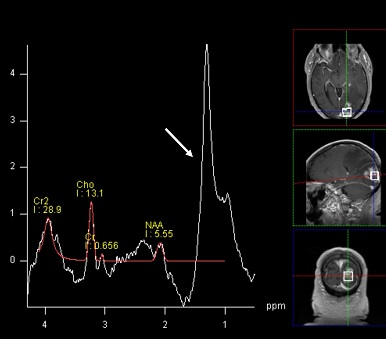 4
3
2
1
0
Cr2
I : 28.9
Cho
I : 13.1
Cr
I : 0.656
NAA
I : 5.55
4 3 2 1 ppm